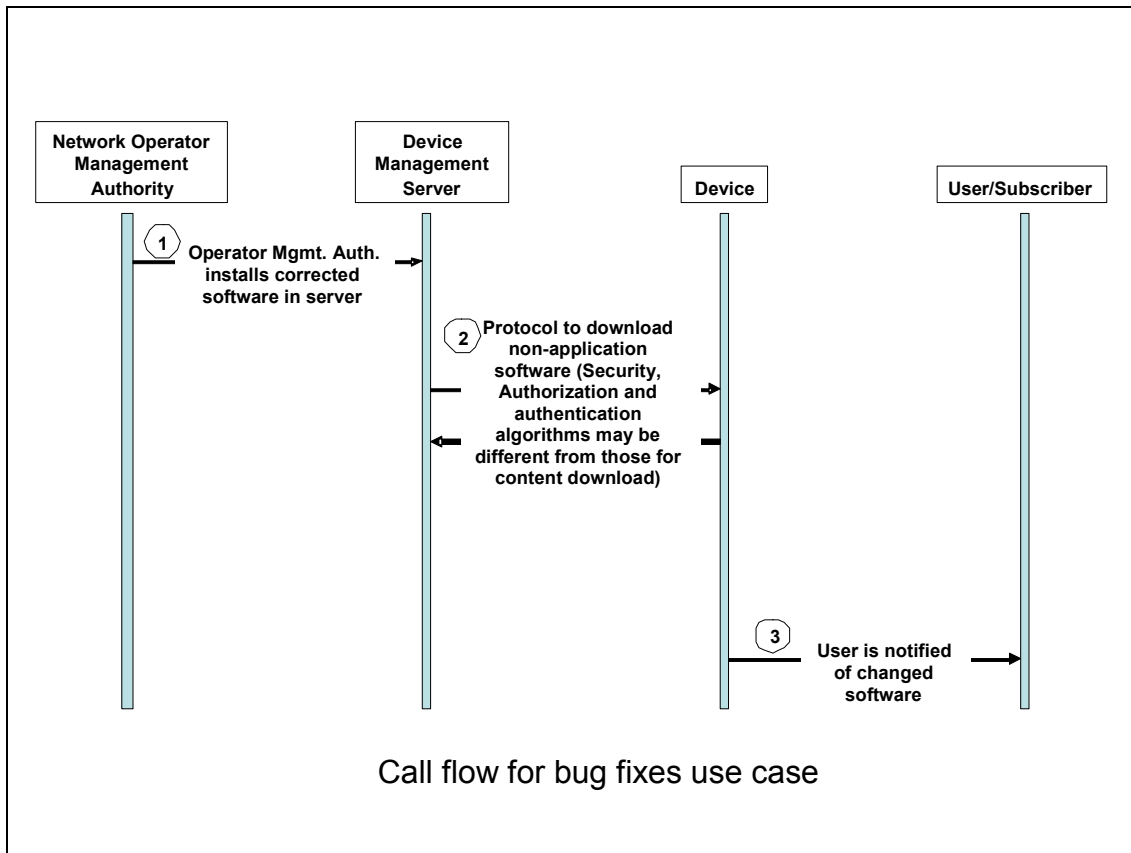 Network Operator
Management
Authority
Device
Management
Server
Device
User/Subscriber
1
Operator Mgmt. Auth.
installs corrected
software in server
2
Protocol to download
non-application
software (Security,
Authorization and
authentication
algorithms may be
different from those for
content download)
3
User is notified
of changed
software
Call flow for bug fixes use case